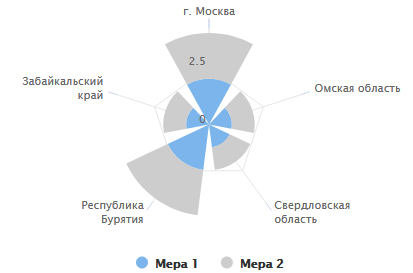 г. Москва
2.5
Забайкальский
край
Омская область
0
Республика
Бурятия
Свердловская
область
Мера 1
Мера 2